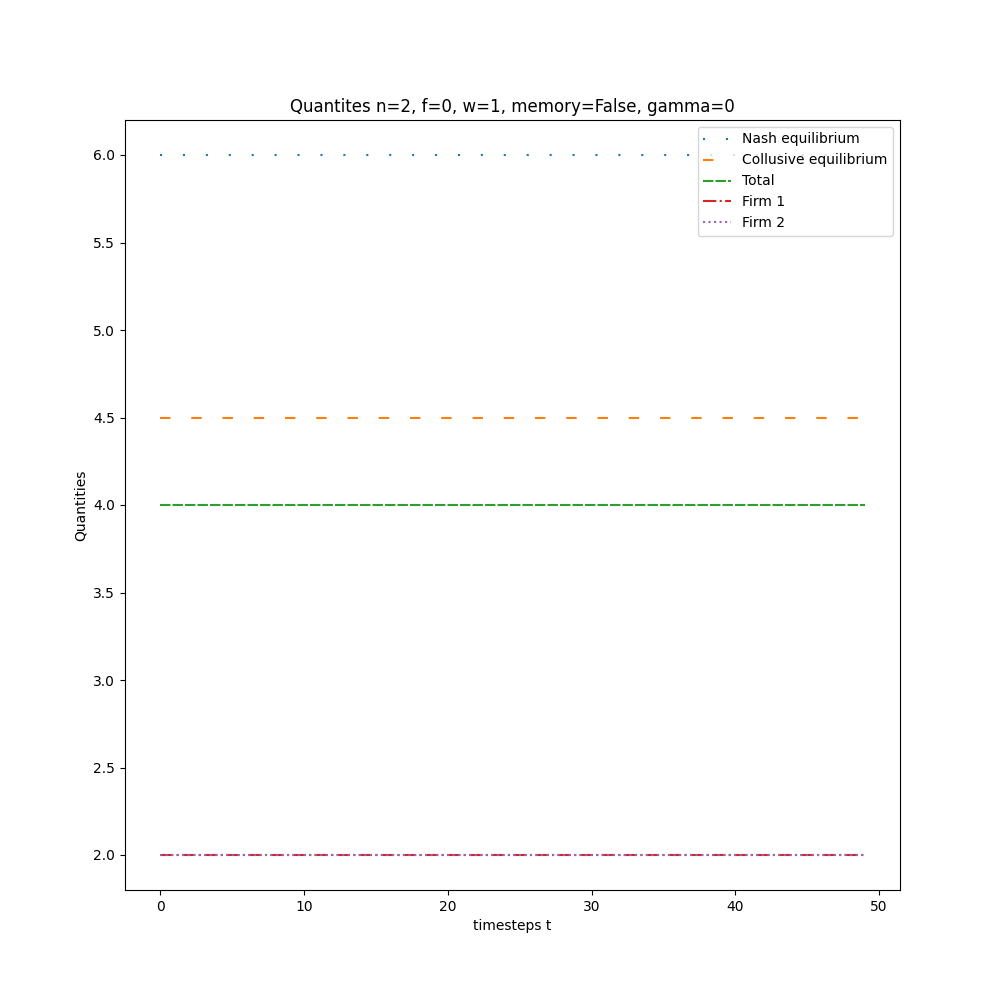 Quantites n=2, f=0, w=1, memory=False, gamma=0
Nash equilibrium
Collusive equilibrium
Total
Firm 1
Firm 2
6.0
5.5
5.0
4.5
4.0
3.5
3.0
2.5
2.0
Quantities
0 10 20 30 40 50
timesteps t